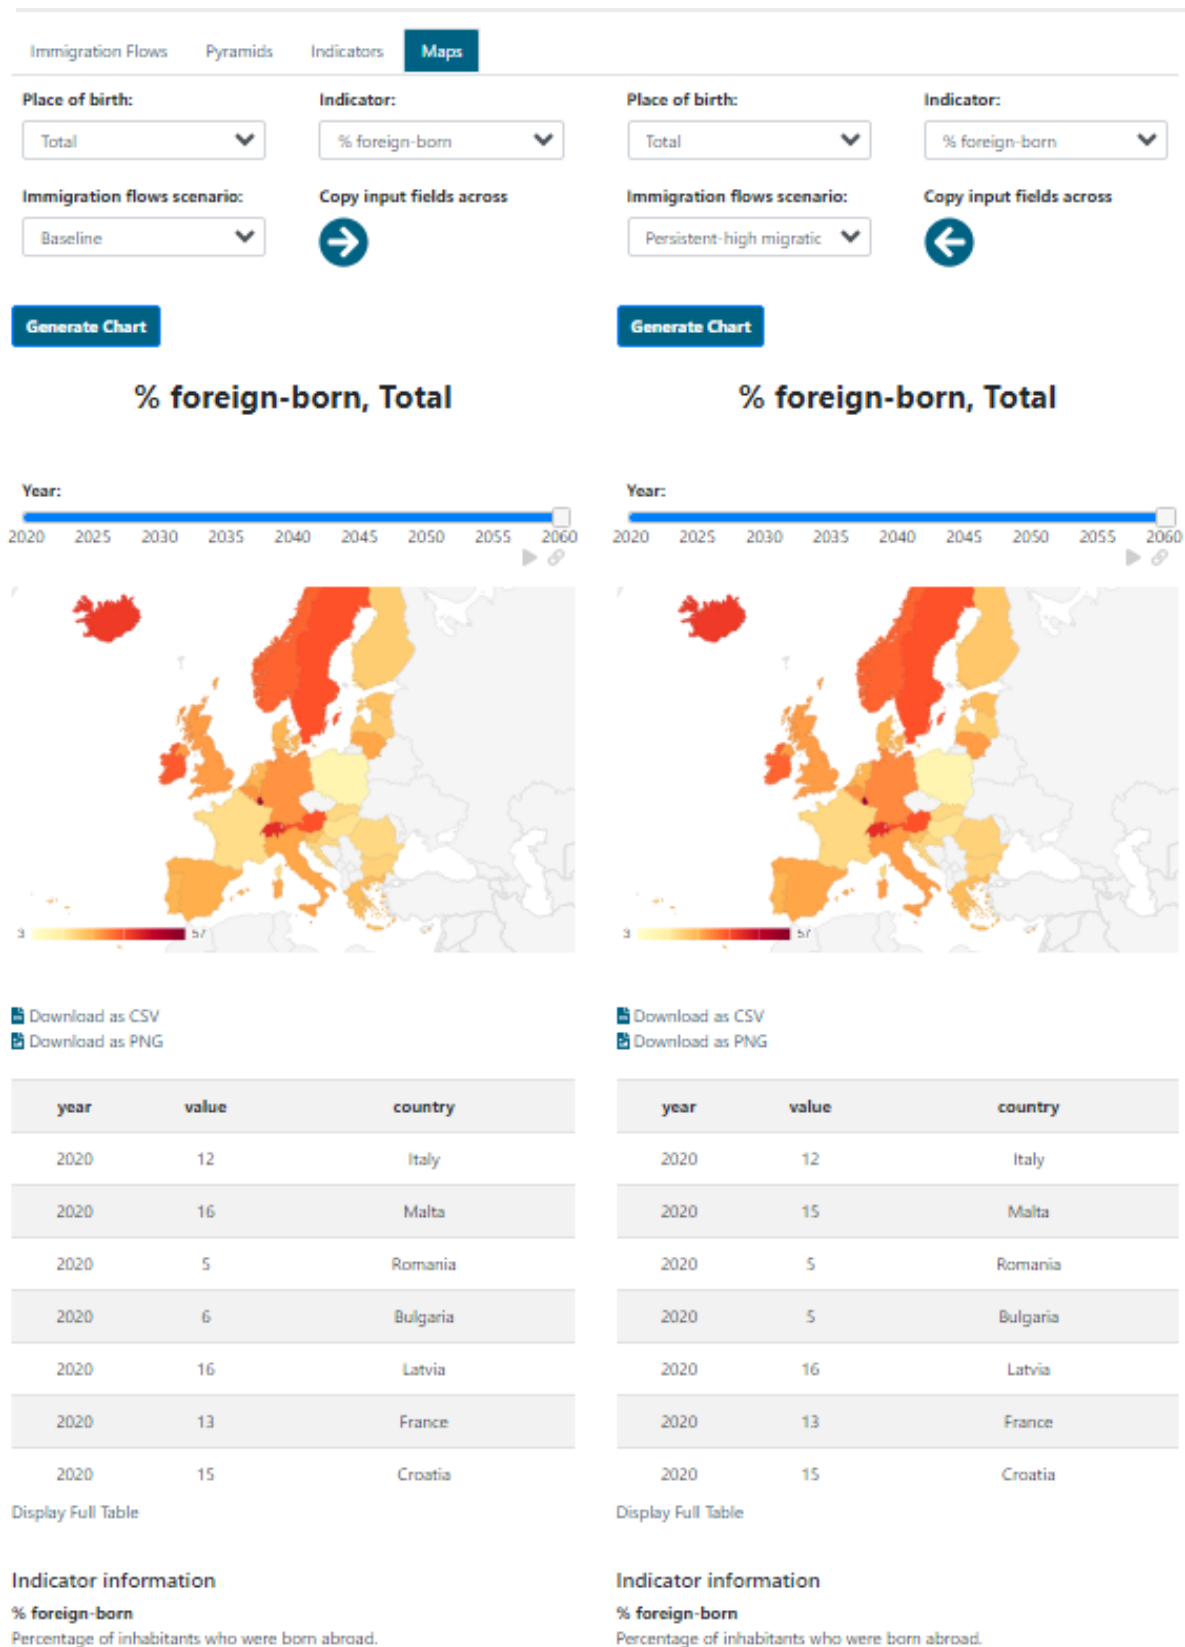 Immigration Flows Pyramids Indicators Maps
Place of birth: Indicator: Place of birth: Indicator:
Total % foreign-born Total % foreign-born
Immigration flows scenario: Copy input fields across Immigration flows scenario: Copy input fields across
Baseline Persistent-high migratic
Generate Chart Generate Chart
% foreign-born, Total % foreign-born, Total
Year: Year:
2020 2025 2030 2035 2040 2045 2050 2055 2060 2020 2025 2030 2035 2040 2045 2050 2055 2060
3 57 3 57
Download as CSV Download as CSV
Download as PNG Download as PNG
year value country year value country
2020 12 Italy 2020 12 Italy
2020 16 Malta 2020 15 Malta
2020 5 Romania 2020 5 Romania
2020 6 Bulgaria 2020 5 Bulgaria
2020 16 Latvia 2020 16 Latvia
2020 13 France 2020 13 France
2020 15 Croatia 2020 15 Croatia
Display Full Table Display Full Table
Indicator information Indicator information
% foreign-born % foreign-born
Percentage of inhabitants who were born abroad. Percentage of inhabitants who were born abroad.